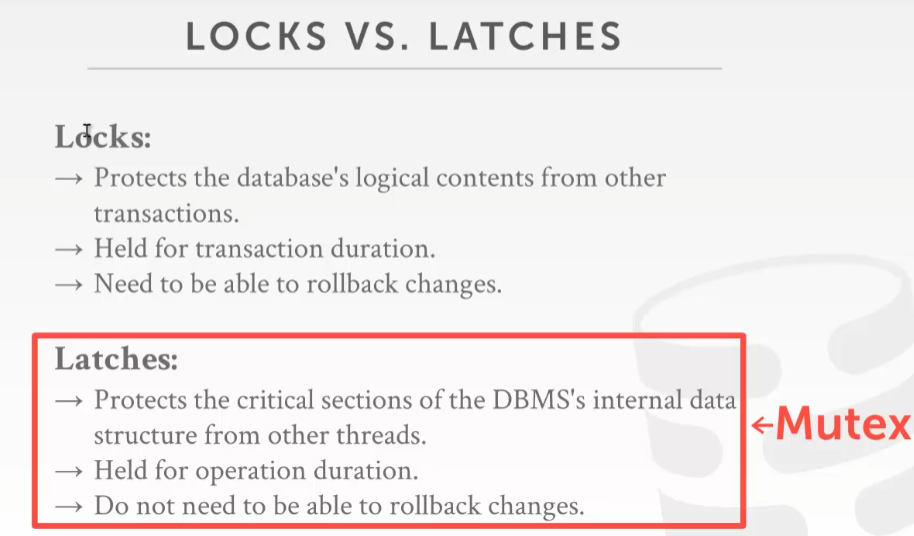 LOCKS VS. LATCHES
Locks:
→ Protects the database's logical contents from other
transactions.
→ Held for transaction duration.
→ Need to be able to rollback changes.
Latches:
→ Protects the critical sections of the DBMS's internal data
structure from other threads.
←Mutex
→ Held for operation duration.
→ Do not need to be able to rollback changes.